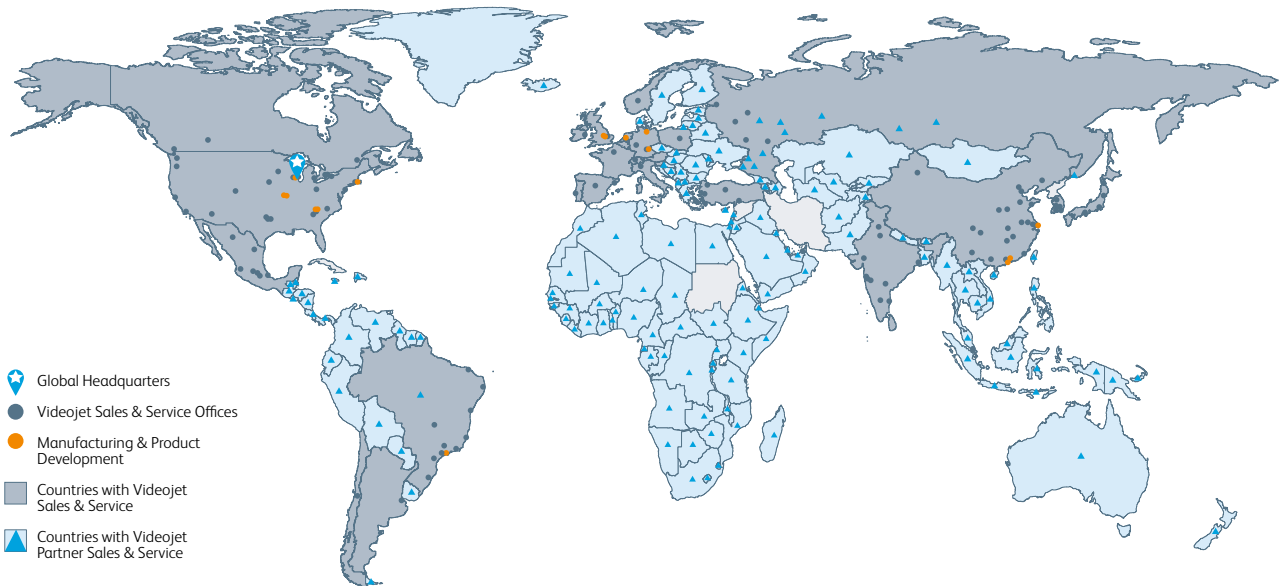 Global Headquarters
Videojet Sales & Service Offices
Manufacturing & Product
Development
Countries with Videojet
Sales & Service
Countries with Videojet
Partner Sales & Service